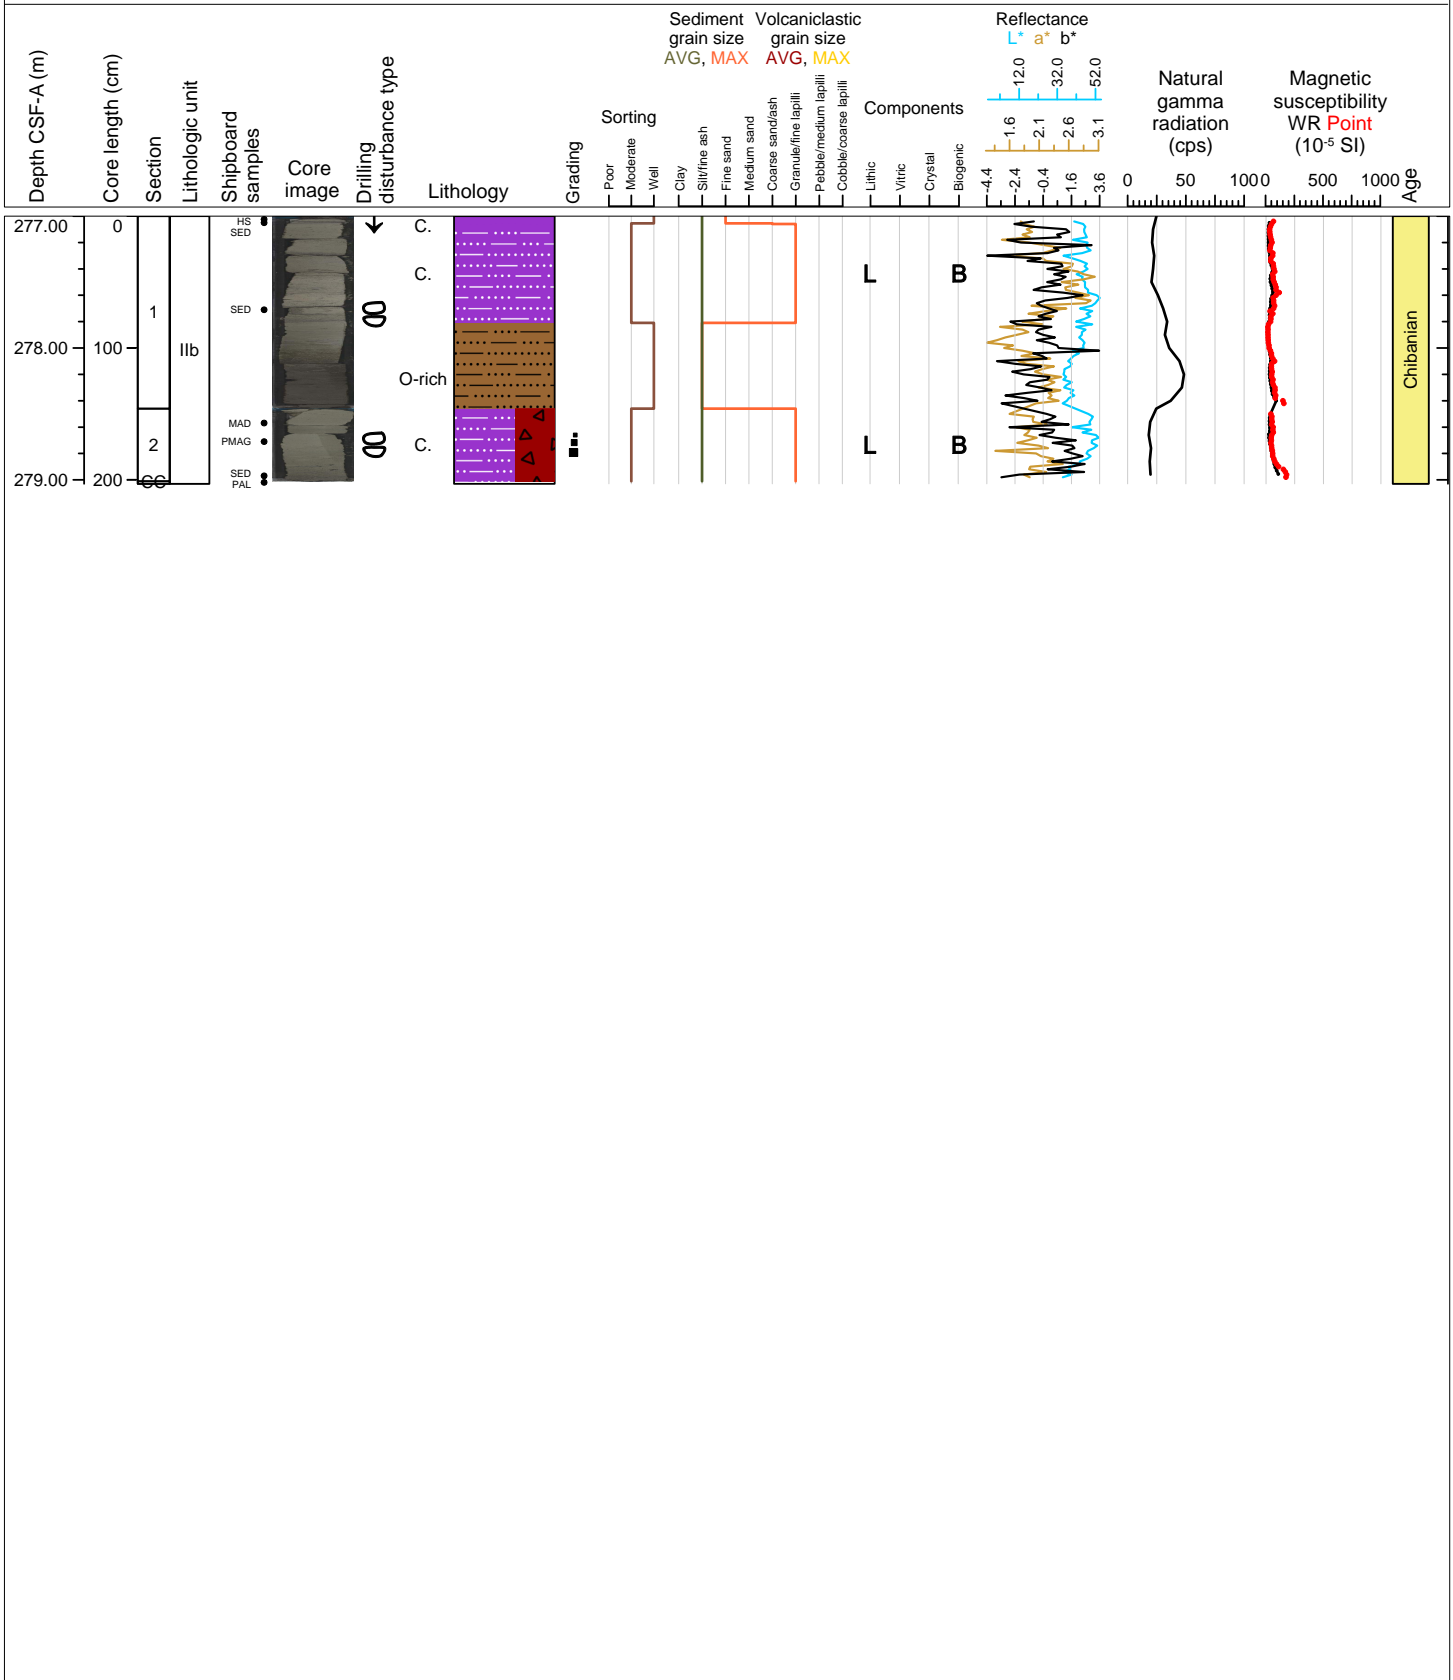 Depth CSF-A (m)
Core length (cm)
Section
Lithologic unit
Shipboard
samples
Core
image
Drilling
disturbance type
Lithology
Grading
Sorting
Poor
Moderate
Well
Sediment
grain size
AVG, MAX
Volcaniclastic
grain size
AVG, MAX
Clay
Silt/fine ash
Fine sand
Medium sand
Coarse sand/ash
Granule/fine lapilli
Pebble/medium lapilli
Cobble/coarse lapilli
Components
Lithic
Vitric
Crystal
Biogenic
Reflectance
L* a* b*
12.0 32.0 52.0
1.6 2.1 2.6 3.1
-4.4 -2.4 -0.4 1.6 3.6
Natural
gamma
radiation
(cps)
0 50 100
Magnetic
susceptibility
WR Point
(10-5 SI)
0 500 1000
Age
277.00 0
278.00 100
279.00 200
1
2
CC
IIb
HS
SED
SED
MAD
PMAG
SED
PAL
C.
C.
O-rich
C.
L B
L B
Chibanian